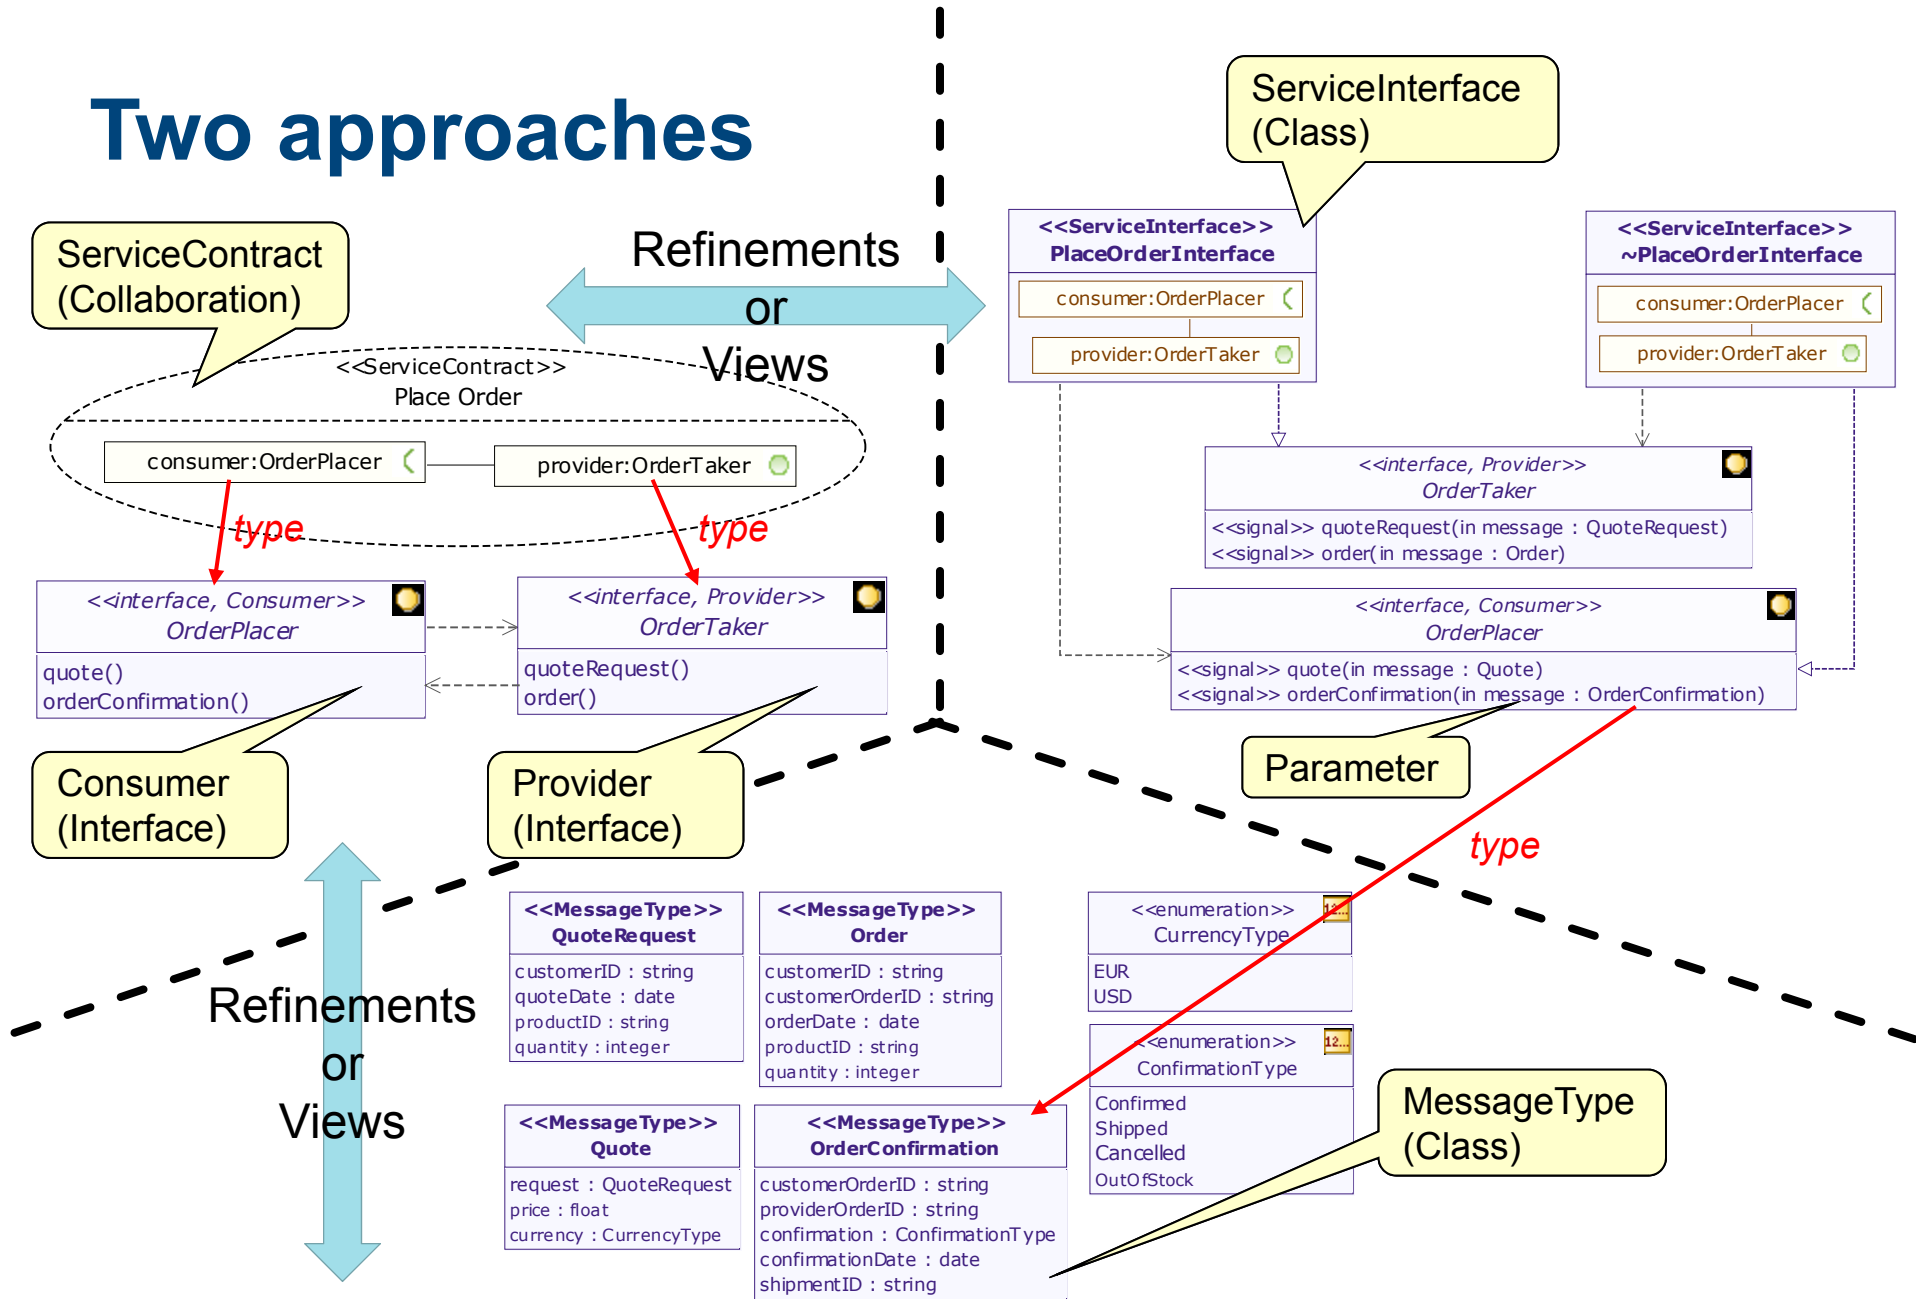 Two approaches
ServiceContract
(Collaboration)
Refinements
or
Views
<<ServiceContract>>
Place Order
consumer:OrderPlacer
provider:OrderTaker
type
type
<<interface, Consumer>>
OrderPlacer
quote()
orderConfirmation()
<<interface, Provider>>
OrderTaker
quoteRequest()
order()
Consumer
(Interface)
Provider
(Interface)
ServiceInterface
(Class)
<<ServiceInterface>>
PlaceOrderInterface
consumer:OrderPlacer
provider:OrderTaker
<<ServiceInterface>>
~PlaceOrderInterface
consumer:OrderPlacer
provider:OrderTaker
<<interface, Provider>>
OrderTaker
<<signal>> quoteRequest(in message : QuoteRequest)
<<signal>> order(in message : Order)
<<interface, Consumer>>
OrderPlacer
<<signal>> quote(in message : Quote)
<<signal>> orderConfirmation(in message : OrderConfirmation)
Parameter
type
Refinements
or
Views
<<MessageType>>
QuoteRequest
customerID : string
quoteDate : date
productID : string
quantity : integer
<<MessageType>>
Order
customerID : string
customerOrderID : string
orderDate : date
productID : string
quantity : integer
<<enumeration>>
12...
CurrencyType
EUR
USD
<<enumeration>>
12...
ConfirmationType
Confirmed
Shipped
Cancelled
OutOfStock
<<MessageType>>
Quote
request : QuoteRequest
price : float
currency : CurrencyType
<<MessageType>>
OrderConfirmation
customerOrderID : string
providerOrderID : string
confirmation : ConfirmationType
confirmationDate : date
shipmentID : string
MessageType
(Class)